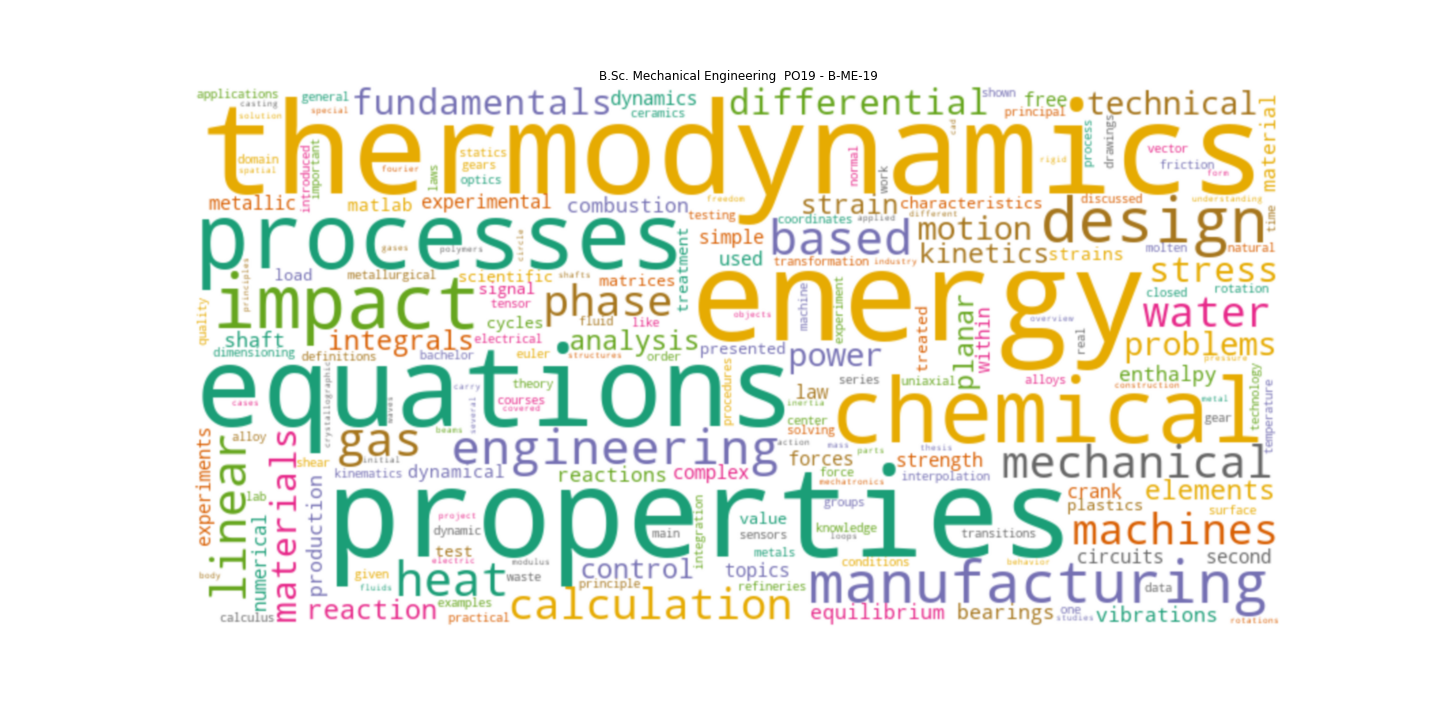 B.Sc. Mechanical Engineering  PO19 - B-ME-19
applications
casting
solution
general
special
fundamentals
dynamics
ceramics
differential
shown
free
principal
technical
thermodynamics
domain
spatial
introduced
important
fourier
laws
statics
gears
optics
normal
work
cad
rigid
process
drawings
vector
friction
form
material
metallic
matlab
experimental
combustion
freedom
testing
strain
characteristics
coordinates
applied
different
discussed
understanding
design
time
processes
gases
polymers
circle
treatment
simple
used
based
motion
kinetics
strains
transformation
industry
molten
natural
principles
load
metallurgical
scientific
shafts
matrices
stress
closed
rotation
quality
impact
signal
tensor
phase
fluid
like
cycles
energy
objects
machine
experiment
treated
planar
within
overview
real
water
shaft
dimensioning
integrals
definitions
electrical
bachelor
euler
analysis
structures
order
presented
power
problems
pressure
equations
cases
crystallographic
waves
carry
several
theory
courses
covered
beams
procedures
law
series
inertia
center
solving
action
uniaxial
alloys
enthalpy
construction
metal
gear
technology
temperature
chemical
experiments
alloy
linear
materials
shear
gas
initial
kinematics
engineering
dynamical
reactions
complex
mass
parts
thesis
forces
force
mechatronics
strength
interpolation
mechanical
crank
plastics
elements
surface
lab
numerical
production
properties
project
dynamic
test
electric
modulus
main
integration
value
sensors
metals
groups
knowledge
loops
transitions
machines
circuits
second
body
given
fluids
heat
waste
control
principle
topics
refineries
conditions
behavior
manufacturing
data
calculus
reaction
examples
practical
calculation
equilibrium
bearings
one
studies
vibrations
rotations